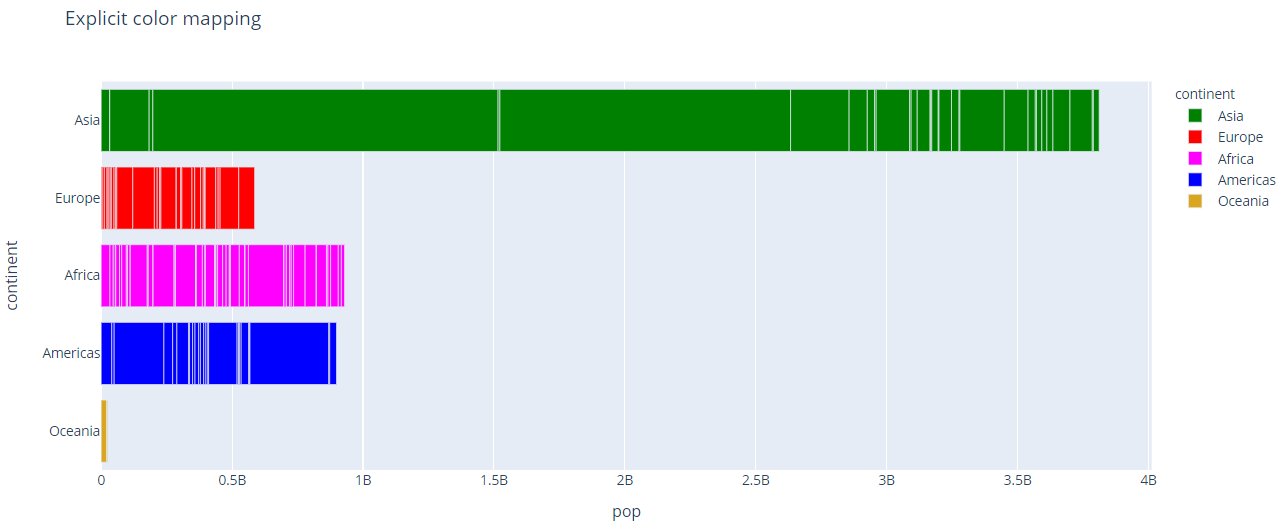 Explicit color mapping
continent
Asia
Europe
Africa
Americas
Oceania
continent
Asia
Europe
Africa
Americas
Oceania
0 0.5B 1B 1.5B 2B 2.5B 3B 3.5B 4B
pop